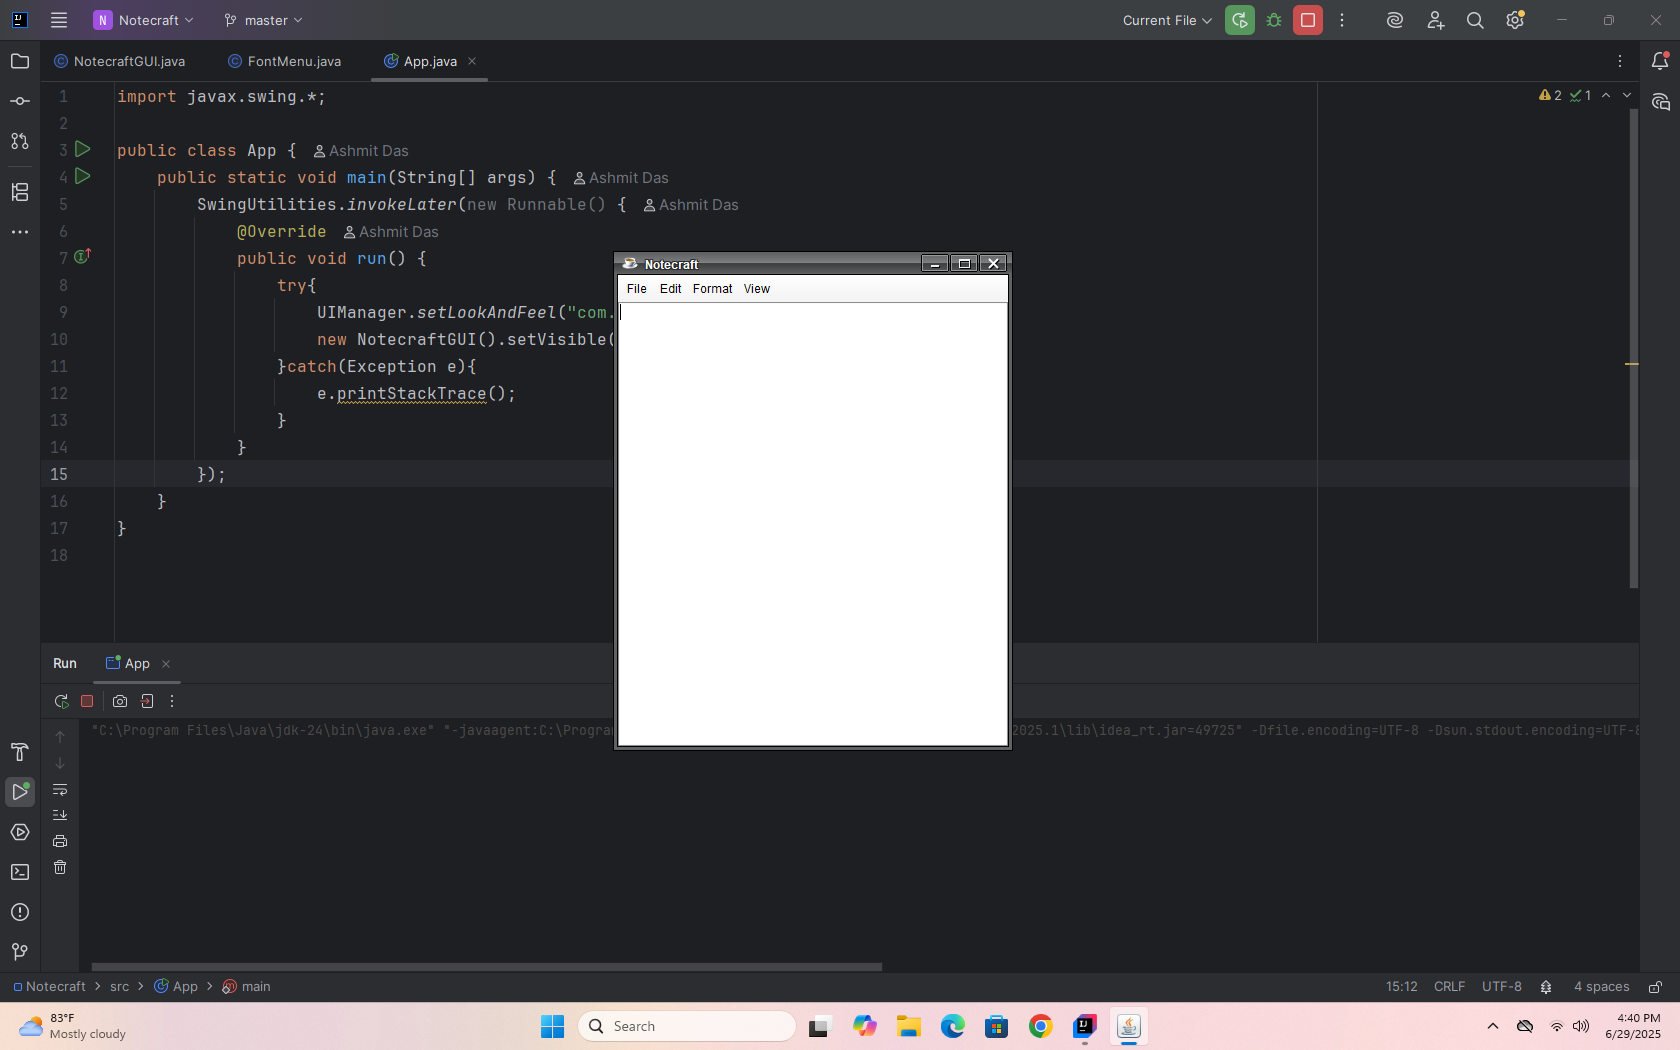 N Notecraft master Current File
NotecraftGUI.java FontMenu.java App.java
2 1
1 import javax.swing.*;
2
3 public class App { Ashmit Das
4 public static void main(String[] args) { Ashmit Das
5 SwingUtilities.invokeLater(new Runnable() { Ashmit Das
6 @Override Ashmit Das
7 public void run() {
8 try{
9 UIManager.setLookAndFeel("com.
10 new NotecraftGUI().setVisible(
11 }catch(Exception e){
12 e.printStackTrace();
13 }
14 }
15 });
16 }
17 }
18
Notecraft
File Edit Format View
Run App
"C:\Program Files\Java\jdk-24\bin\java.exe" "-javaagent:C:\Progra 2025.1\lib\idea_rt.jar=49725" -Dfile.encoding=UTF-8 -Dsun.stdout.encoding=UTF-8
Notecraft > src > App > main 15:12 CRLF UTF-8 4 spaces
83°F
Mostly cloudy
Search
4:40 PM
6/29/2025